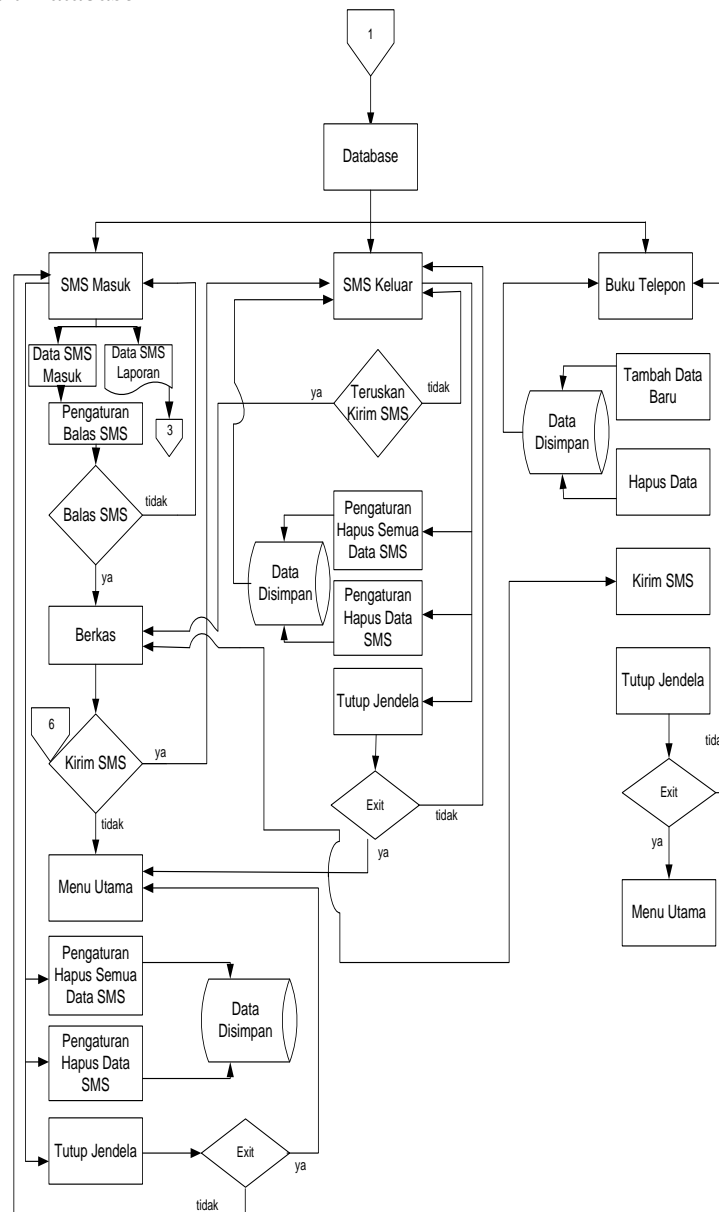 1
Database
SMS Masuk
SMS Keluar
Buku Telepon
Data SMS
Masuk
Data SMS
Laporan
Pengaturan
Balas SMS
3
Balas SMS
tidak
ya
Berkas
6
Kirim SMS
ya
tidak
Menu Utama
Pengaturan
Hapus Semua
Data SMS
Pengaturan
Hapus Data
SMS
Data
Disimpan
Tutup Jendela
Exit
ya
tidak
ya
Teruskan
Kirim SMS
tidak
Pengaturan
Hapus Semua
Data SMS
Data
Disimpan
Pengaturan
Hapus Data
SMS
Tutup Jendela
Exit
tidak
ya
Tambah Data
Baru
Data
Disimpan
Hapus Data
Kirim SMS
Tutup Jendela
Exit
ya
Menu Utama